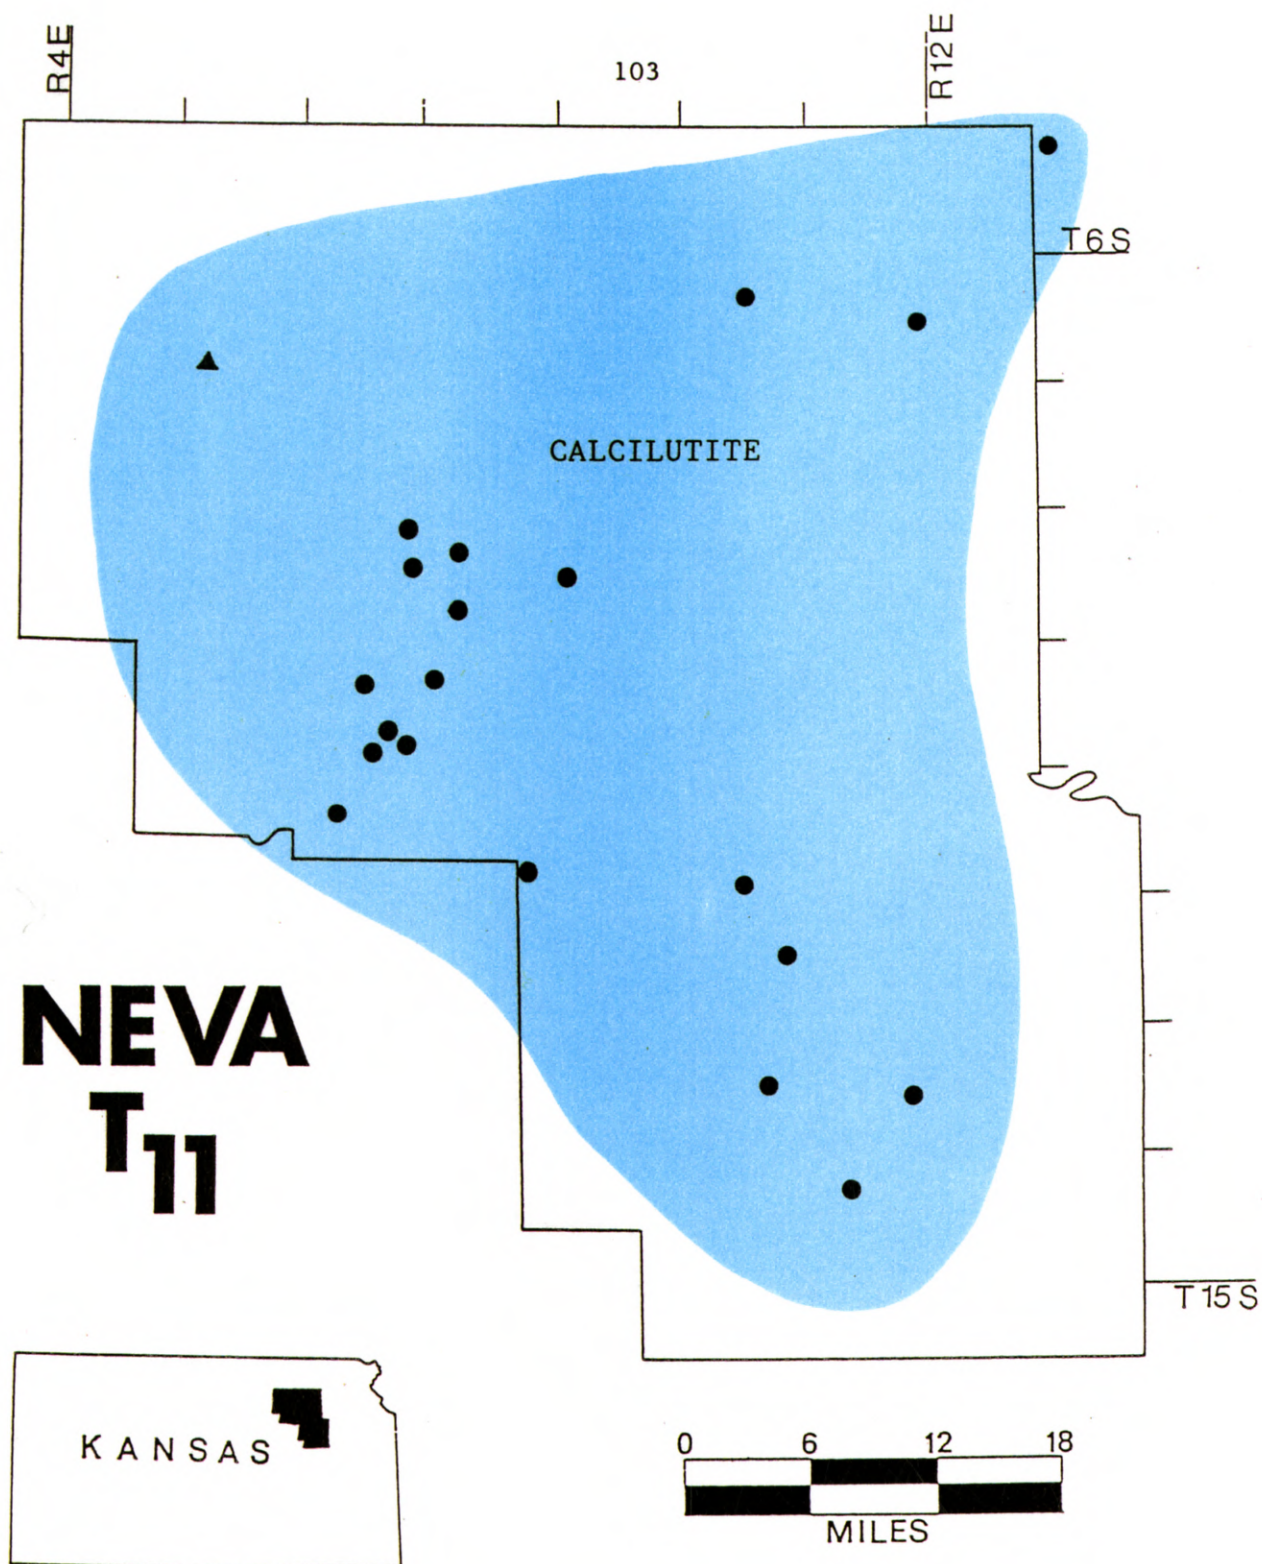 R4E
103
R12E
T6S
CALCILUTITE
NEVA
T11
T15S
KANSAS
0 6 12 18
MILES